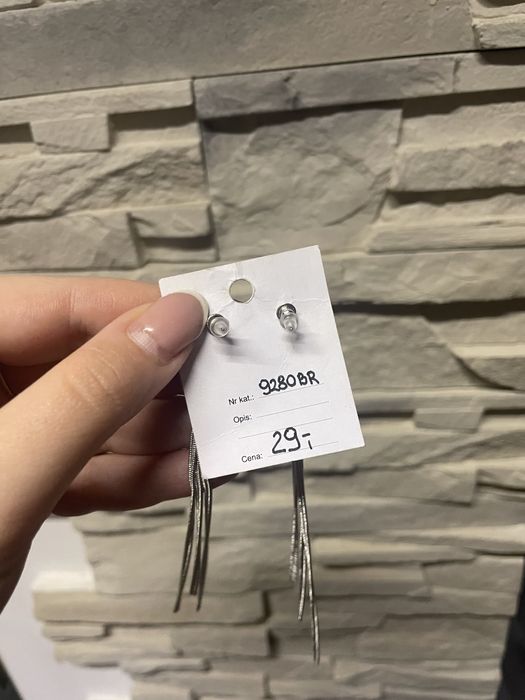 Nr kat.: 9280BR
Opis:
Cena: 29,-